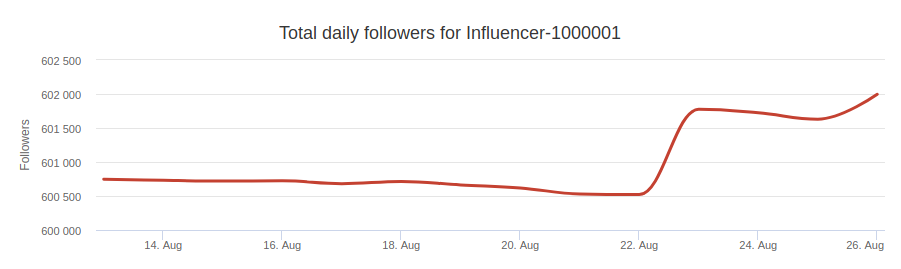 Total daily followers for Influencer-1000001
602 500
602 000
601 500
601 000
600 500
600 000
Followers
14. Aug
16. Aug
18. Aug
20. Aug
22. Aug
24. Aug
26. Aug